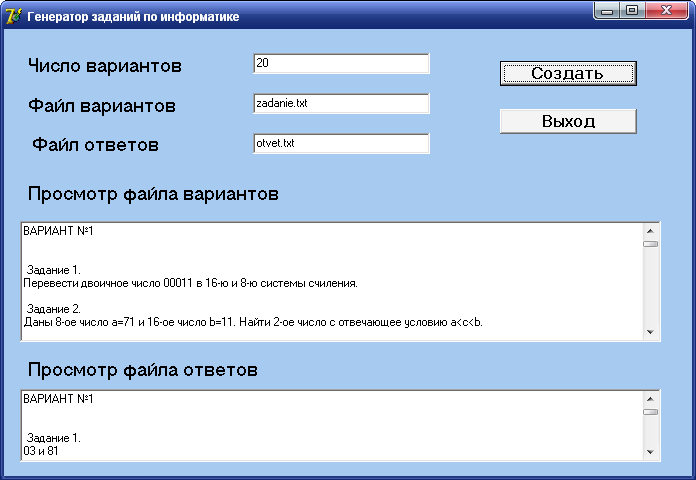 Генератор заданий по информатике
Число вариантов
20
Создать
Файл вариантов
zadanie.txt
Выход
Файл ответов
otvet.txt
Просмотр файла вариантов
ВАРИАНТ №1
Задание 1.
Перевести двоичное число 00011 в 16-ю и 8-ю системы счиления.
Задание 2.
Даны 8-ое число a=71 и 16-ое число b=11. Найти 2-ое число с отвечающее условию a<c<b.
Просмотр файла ответов
ВАРИАНТ №1
Задание 1.
03 и 81